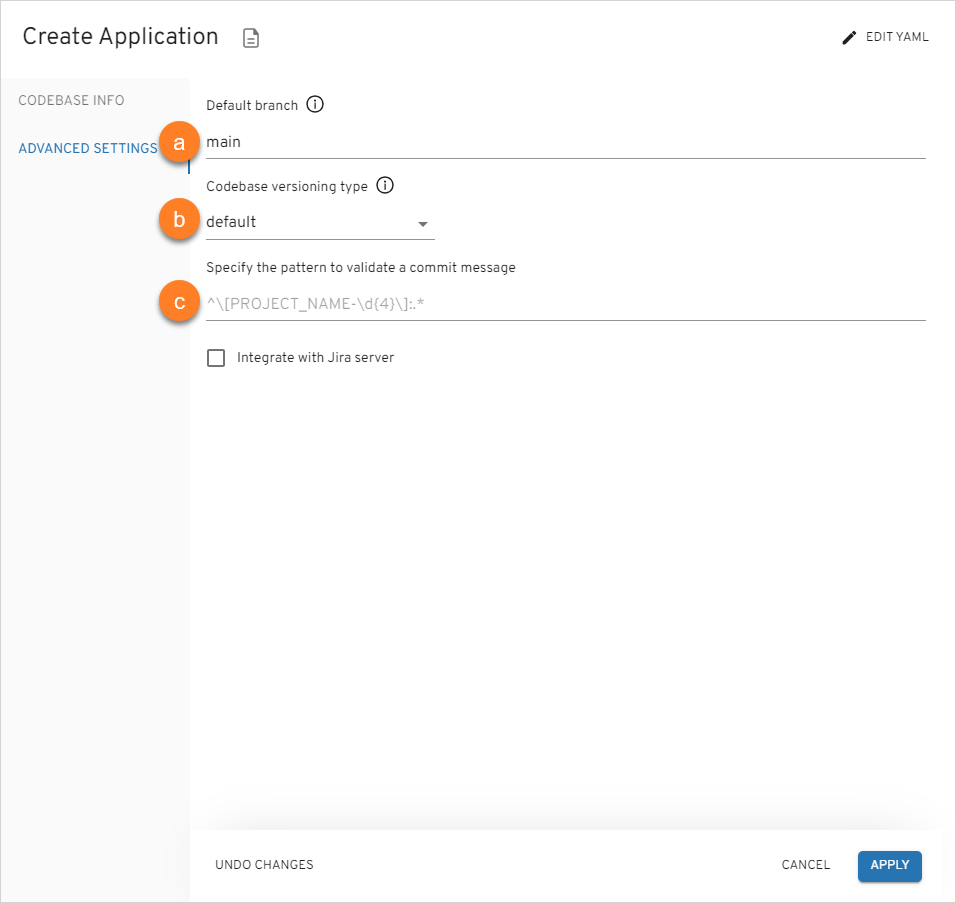 Create Application
EDIT YAML
CODEBASE INFO
ADVANCED SETTINGS
Default branch
a
main
Codebase versioning type
b
default
Specify the pattern to validate a commit message
c
^\[PROJECT_NAME-\d{4}\]:.*
Integrate with Jira server
UNDO CHANGES
CANCEL
APPLY